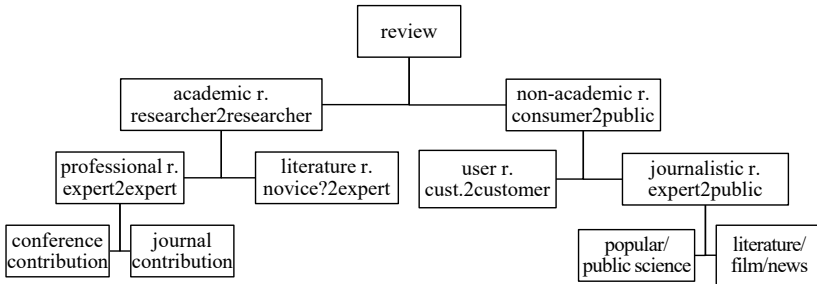 review
academic r.
researcher2researcher
non-academic r.
consumer2public
professional r.
expert2expert
literature r.
novice?2expert
user r.
cust.2customer
journalistic r.
expert2public
conference
contribution
journal
contribution
popular/
public science
literature/
film/news